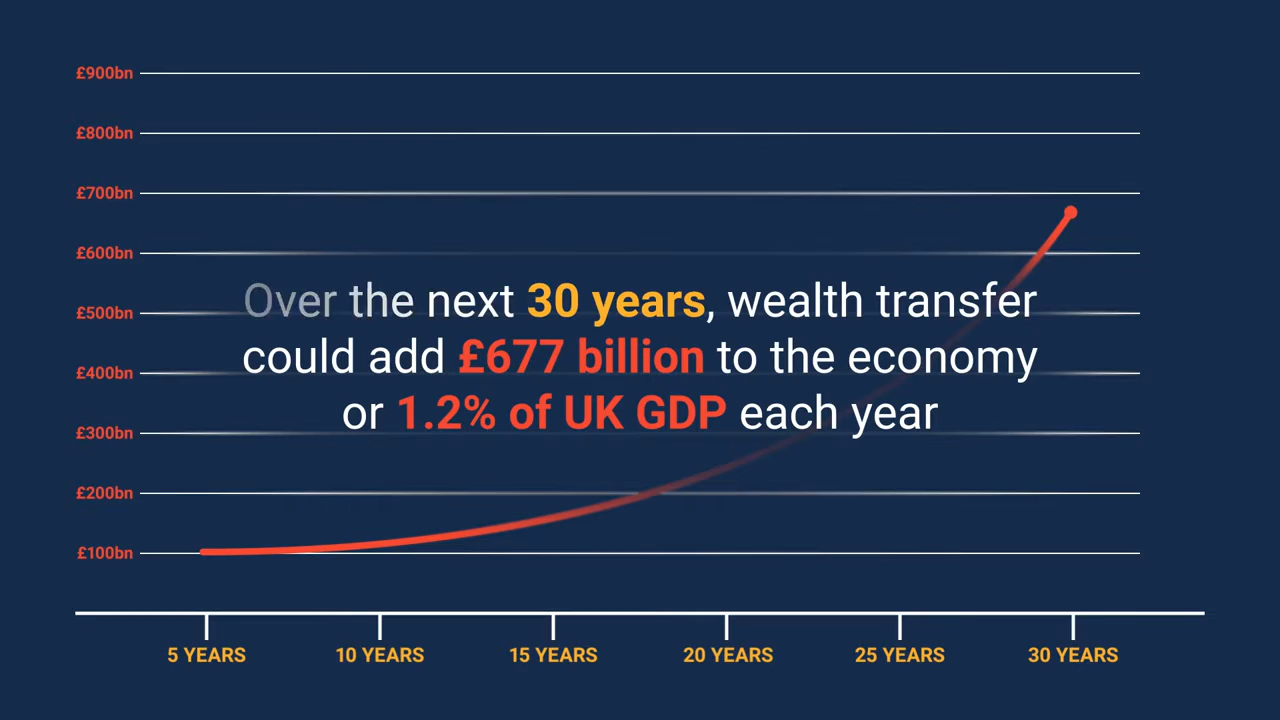 £900bn
£800bn
£700bn
£600bn
£500bn
£400bn
£300bn
£200bn
£100bn
Over the next 30 years, wealth transfer
could add £677 billion to the economy
or 1.2% of UK GDP each year
5 YEARS
10 YEARS
15 YEARS
20 YEARS
25 YEARS
30 YEARS